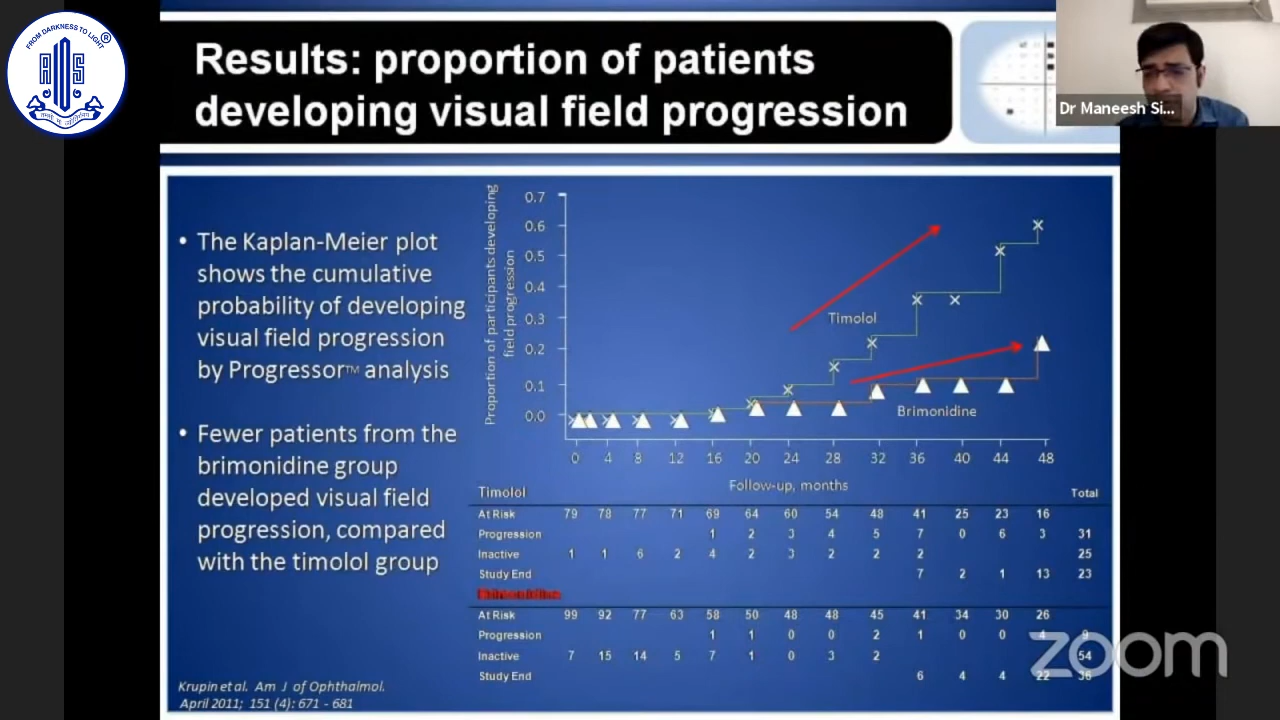 FROM DARKNESS TO LIGHT
®
Results: proportion of patients
developing visual field progression
Dr Maneesh Si...
• The Kaplan-Meier plot
shows the cumulative
probability of developing
visual field progression
by Progressor™ analysis
• Fewer patients from the
brimonidine group
developed visual field
progression, compared
with the timolol group
Krupin et al. Am J of Ophthalmol.
April 2011; 151 (4): 671 - 681
Proportion of participants developing
field progression
0.7
0.6
0.5
0.4
0.3
0.2
0.1
0.0
Timolol
Brimonidine
0 4 8 12 16 20 24 28 32 36 40 44 48
Follow-up, months
Timolol Total
At Risk 79 78 77 71 69 64 60 54 48 41 25 23 16
Progression 1 2 3 4 5 7 0 6 3 31
Inactive 1 1 6 2 4 2 3 2 2 2 25
Study End 7 2 1 13 23
Brimonidine
At Risk 99 92 77 63 58 50 48 48 45 41 34 30 26
Progression 1 1 0 0 2 1 0 0 4 9
Inactive 7 15 14 5 7 1 0 3 2 54
Study End 6 4 4 22 36
zoom